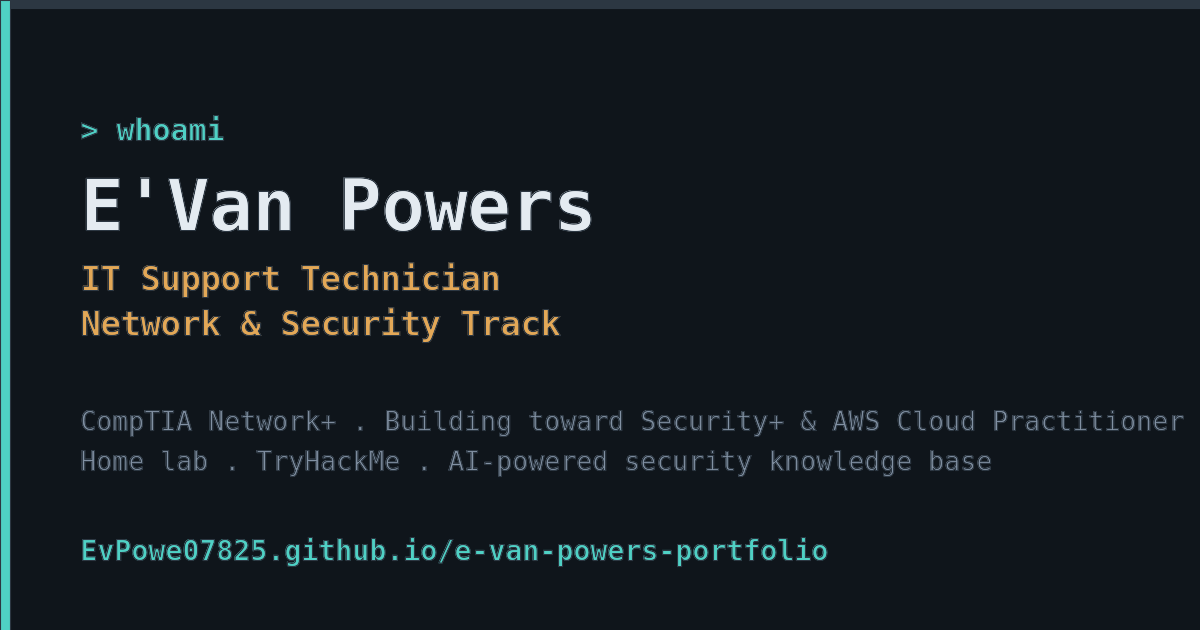 > whoami
E'Van Powers
IT Support Technician
Network & Security Track
CompTIA Network+ . Building toward Security+ & AWS Cloud Practitioner
Home lab . TryHackMe . AI-powered security knowledge base
EvPowe07825.github.io/e-van-powers-portfolio